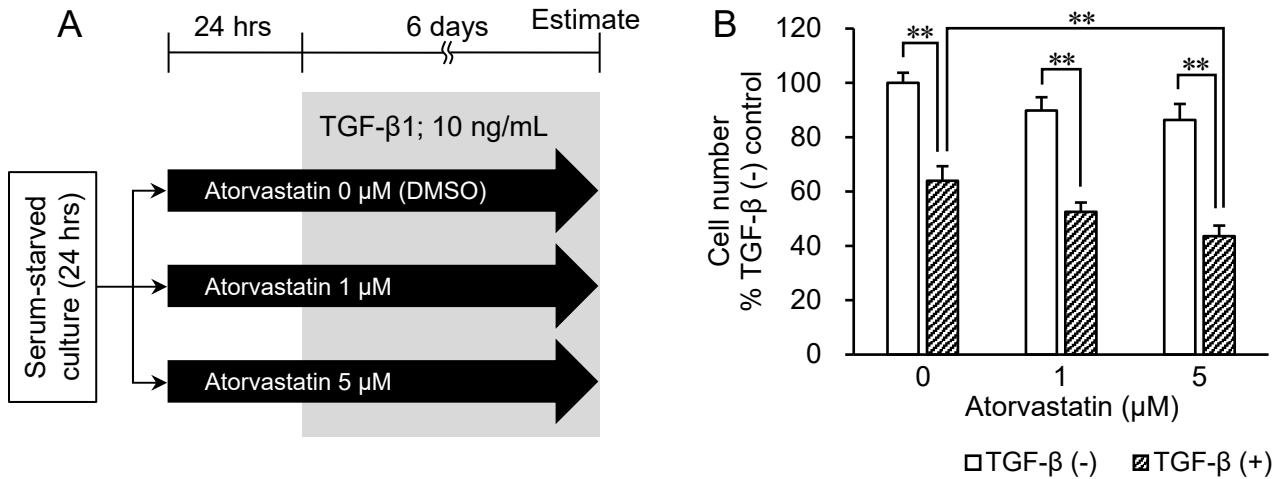 A
24 hrs
6 days
Estimate
TGF-β1; 10 ng/mL
Serum-starved
culture (24 hrs)
Atorvastatin 0 μM (DMSO)
Atorvastatin 1 μM
Atorvastatin 5 μM
B
Cell number
% TGF-β (-) control
120
100
80
60
40
20
0
**
**
**
**
0
1
5
Atorvastatin (μM)
TGF-β (-)
TGF-β (+)